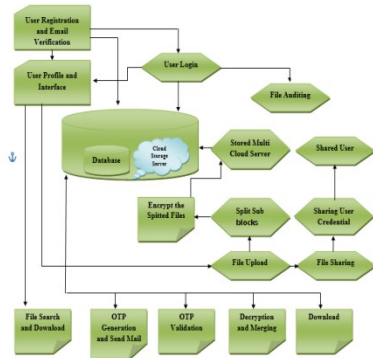 User Registration
and Email
Verification
User Login
User Profile and
Interface
File Auditing
Cloud
Storage
Server
Database
Stored Multi
Cloud Server
Shared User
Encrypt the
Spitted Files
Split Sub
blocks
Sharing User
Credential
File Upload
File Sharing
File Search
and Download
OTP
Generation
and Send Mail
OTP
Validation
Decryption
and Merging
Download